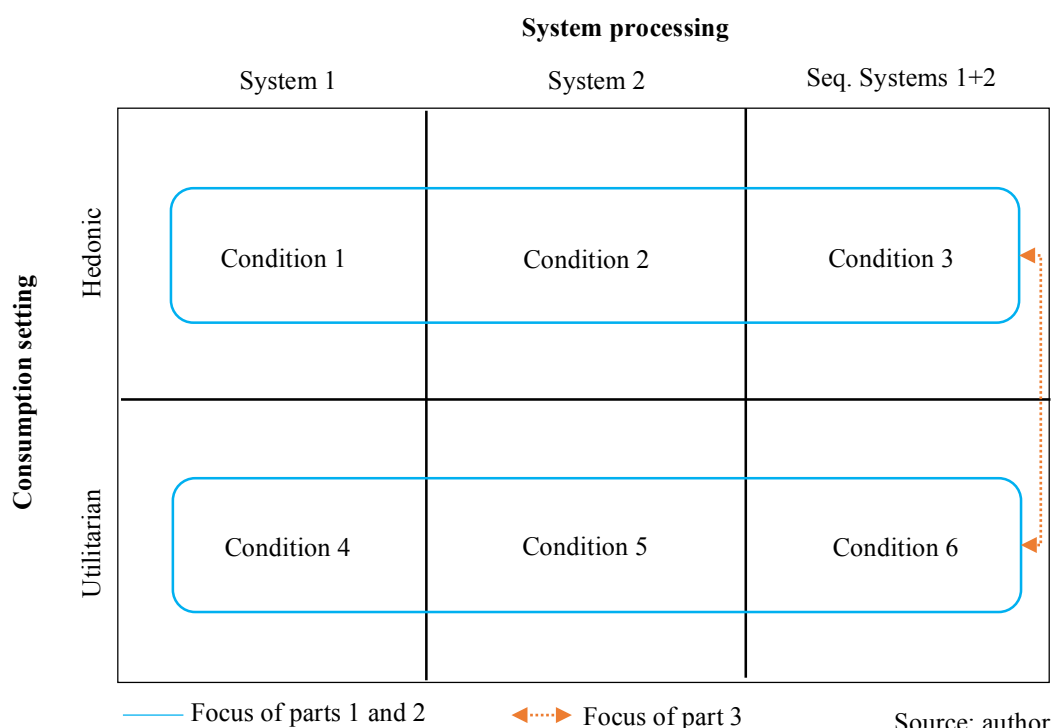 System processing
System 1 System 2 Seq. Systems 1+2
Consumption setting
Hedonic
Condition 1 Condition 2 Condition 3
Utilitarian
Condition 4 Condition 5 Condition 6
Focus of parts 1 and 2 Focus of part 3 Source: author